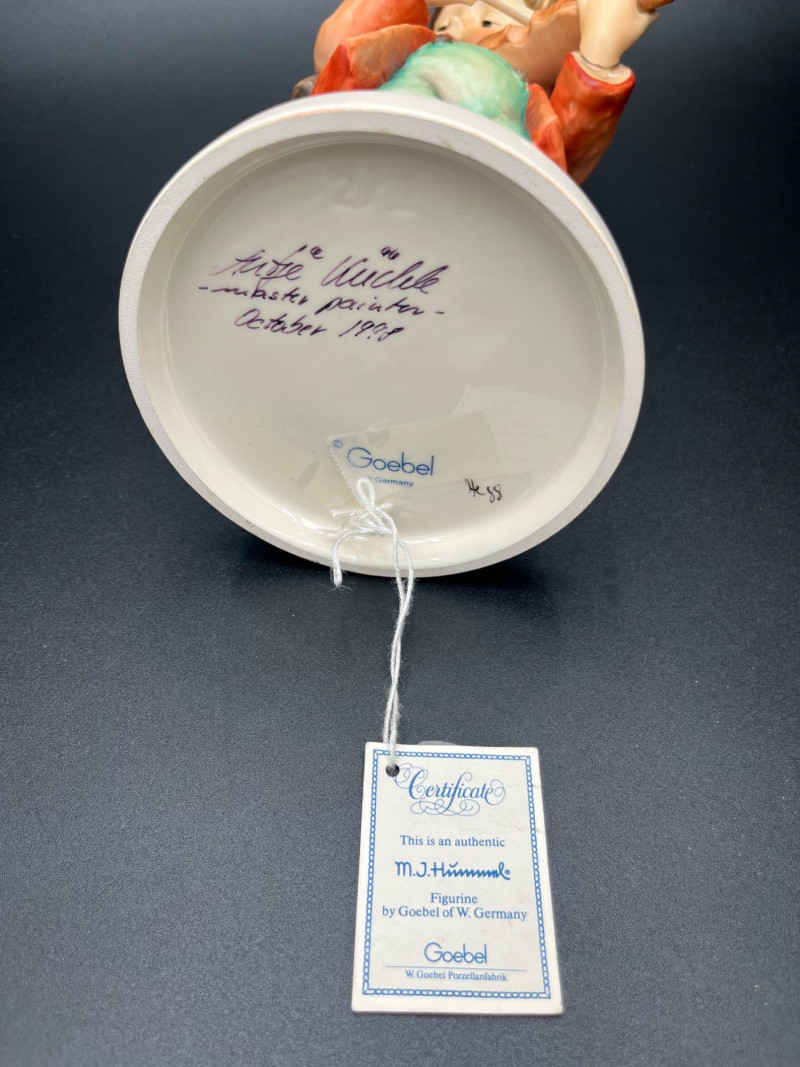 - master painter -
October 1998
© Goebel
W. Germany
Certificate
This is an authentic
M.J.Hummel®
Figurine
by Goebel of W. Germany
Goebel
W. Goebel Porzellanfabrik